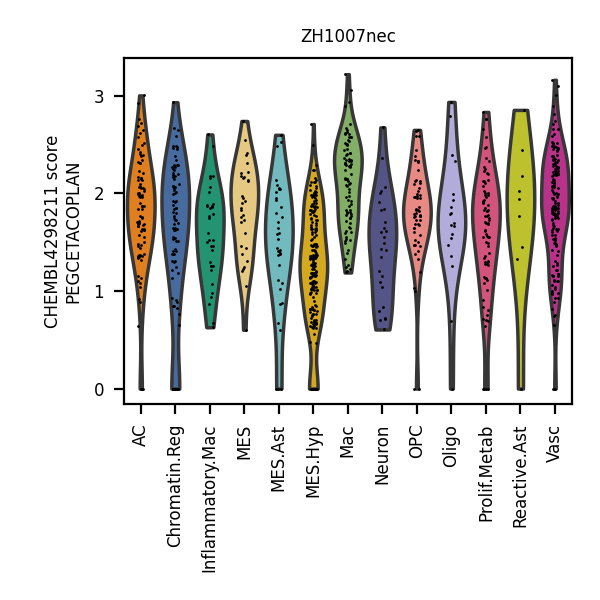 ZH1007nec
CHEMBL4298211 score
PEGCETACOPLAN
3
2
1
0
AC
Chromatin.Reg
Inflammatory.Mac
MES
MES.Ast
MES.Hyp
Mac
Neuron
OPC
Oligo
Prolif.Metab
Reactive.Ast
Vasc